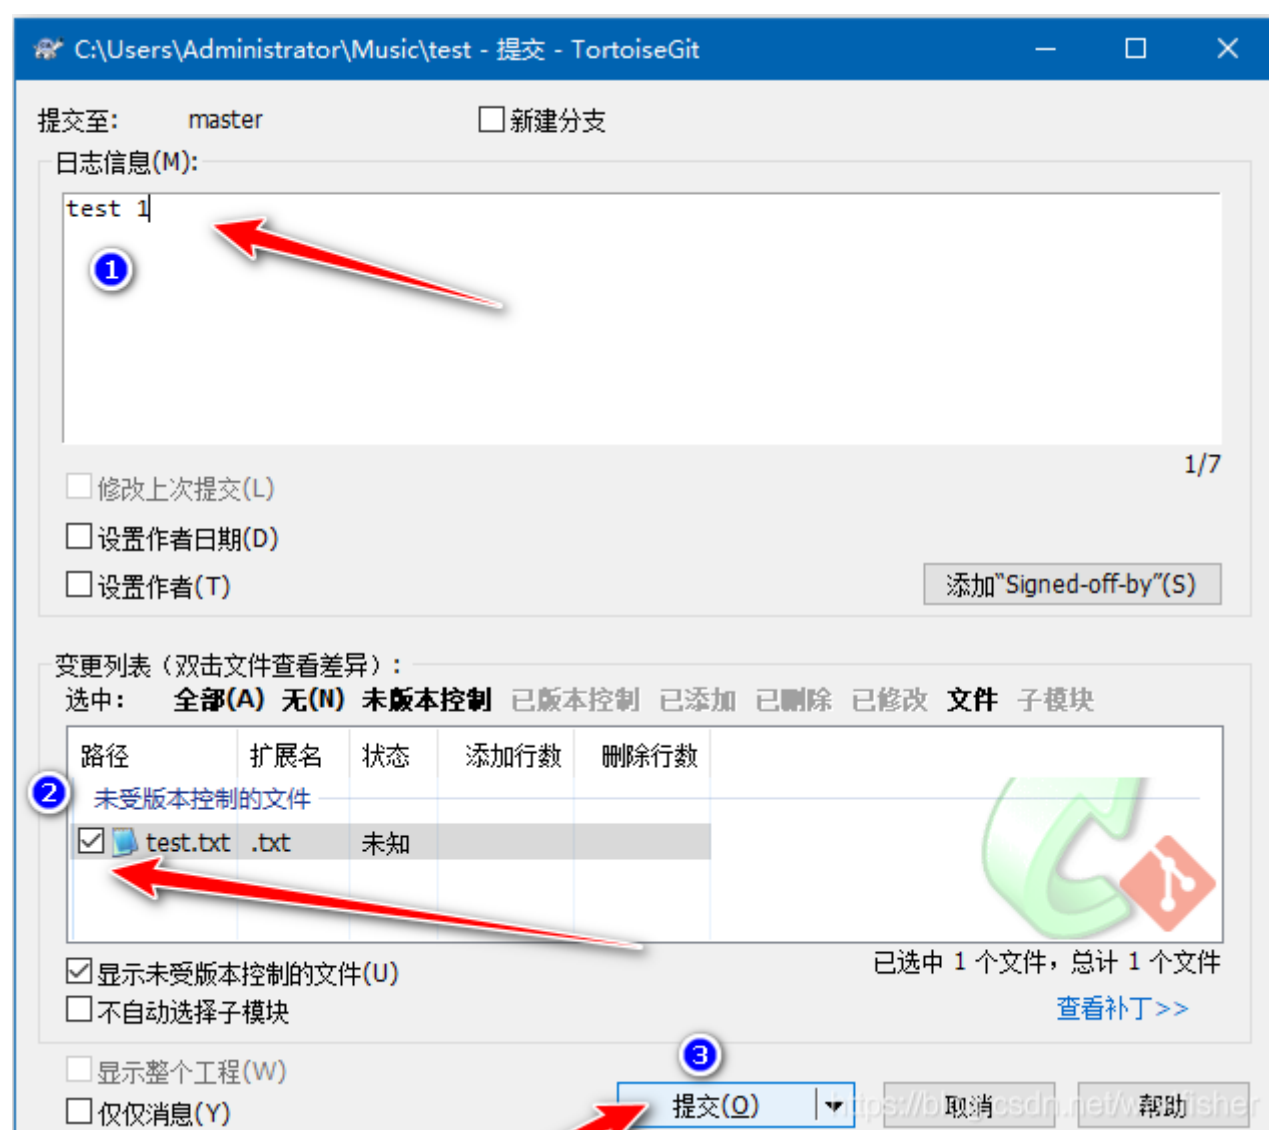 C:\Users\Administrator\Music\test - 提交 - TortoiseGit
提交至: master 新建分支
日志信息(M):
test 1
1
1/7
修改上次提交(L)
设置作者日期(D)
设置作者(T)
添加"Signed-off-by"(S)
变更列表（双击文件查看差异）:
选中: 全部(A) 无(N) 未版本控制 已版本控制 已添加 已删除 已修改 文件 子模块
路径 扩展名 状态 添加行数 删除行数
2
未受版本控制的文件
test.txt .txt 未知
显示未受版本控制的文件(U)
已选中 1 个文件，总计 1 个文件
不自动选择子模块
查看补丁>>
显示整个工程(W)
3
仅仅消息(Y)
提交(O) 取消 帮助